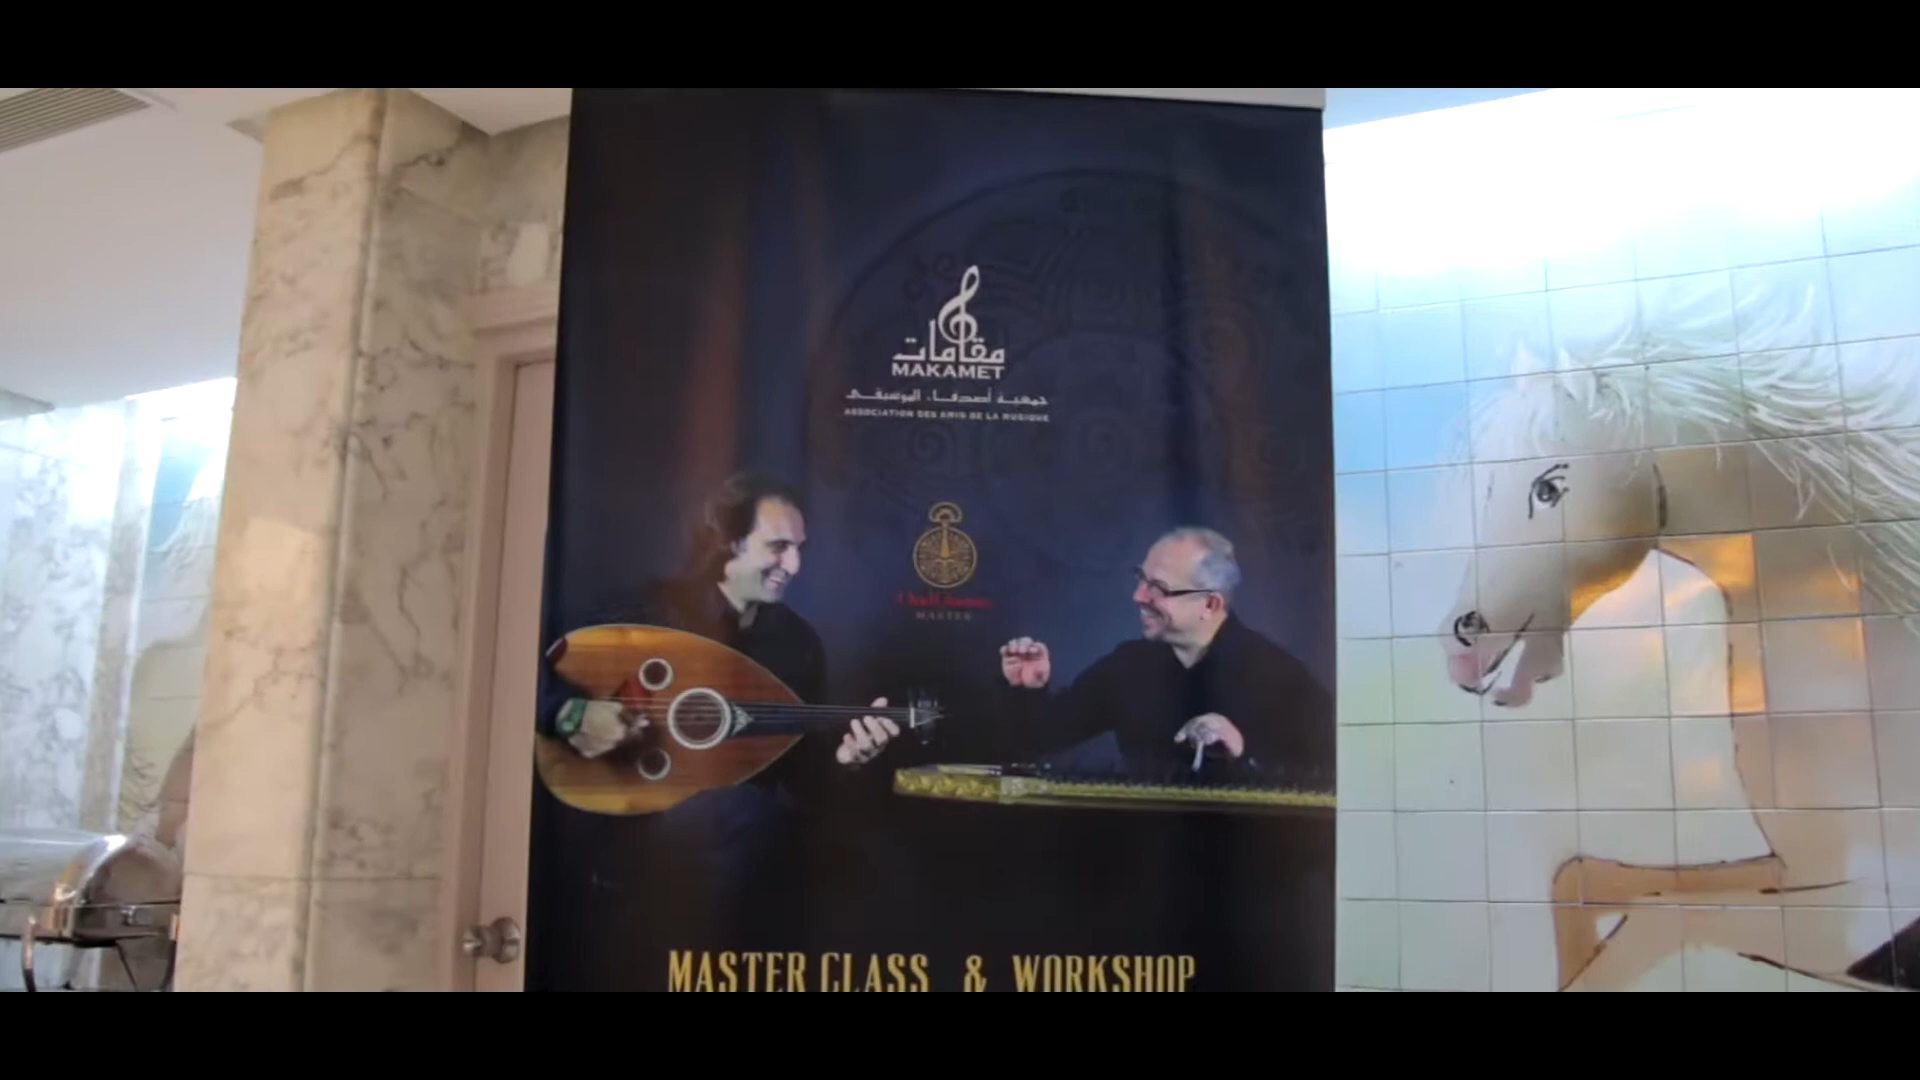 مقامات
MAKAMET
جمعية أصدقاء الموسيقى
ASSOCIATION DES AMIS DE LA MUSIQUE
MASTER
MASTER CLASS & WORKSHOP